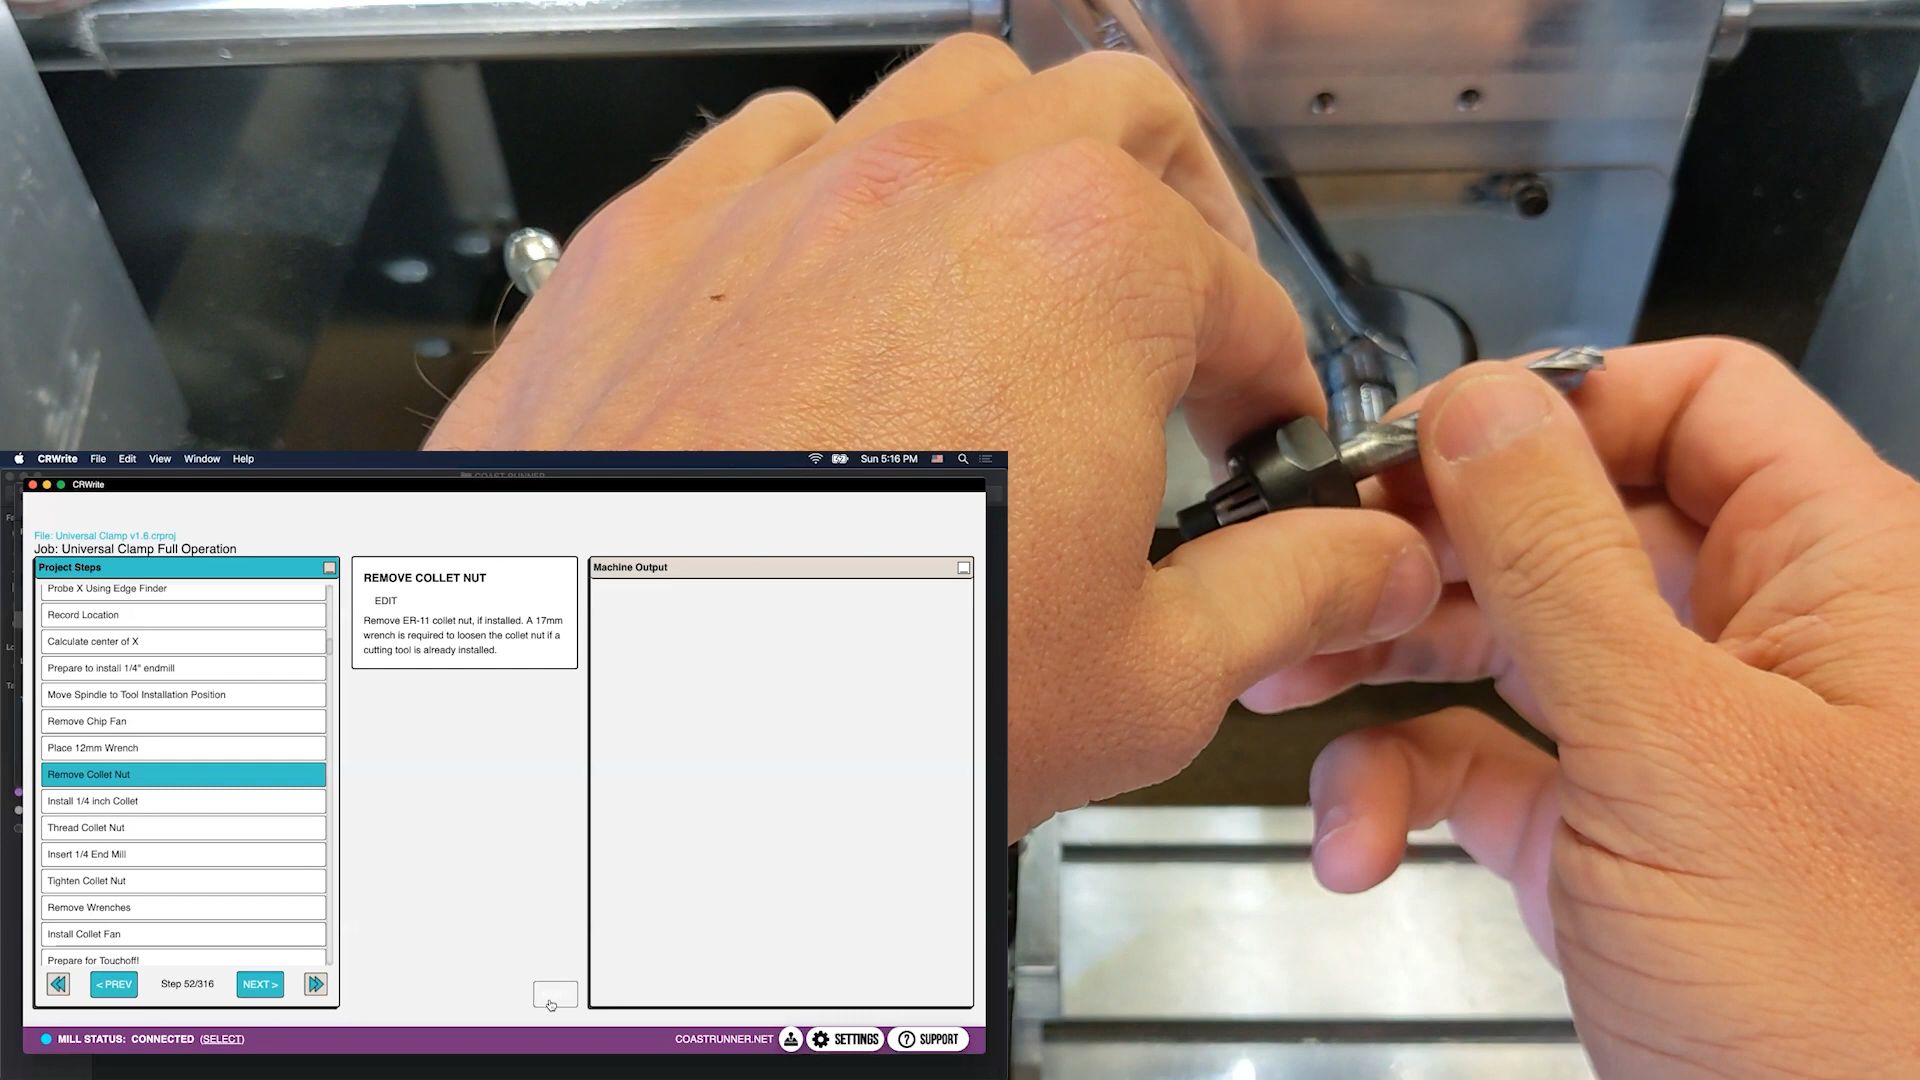 CRWrite File Edit View Window Help
Sun 5:16 PM
COAST RUNNER
CRWrite
File: Universal Clamp v1.6.crproj
Job: Universal Clamp Full Operation
Project Steps
Probe X Using Edge Finder
Record Location
Calculate center of X
Prepare to install 1/4" endmill
Move Spindle to Tool Installation Position
Remove Chip Fan
Place 12mm Wrench
Remove Collet Nut
Install 1/4 inch Collet
Thread Collet Nut
Insert 1/4 End Mill
Tighten Collet Nut
Remove Wrenches
Install Collet Fan
Prepare for Touchoff!
< PREV
Step 52/316
NEXT >
REMOVE COLLET NUT
EDIT
Remove ER-11 collet nut, if installed. A 17mm
wrench is required to loosen the collet nut if a
cutting tool is already installed.
Machine Output
MILL STATUS: CONNECTED (SELECT)
COASTRUNNER.NET
SETTINGS
? SUPPORT